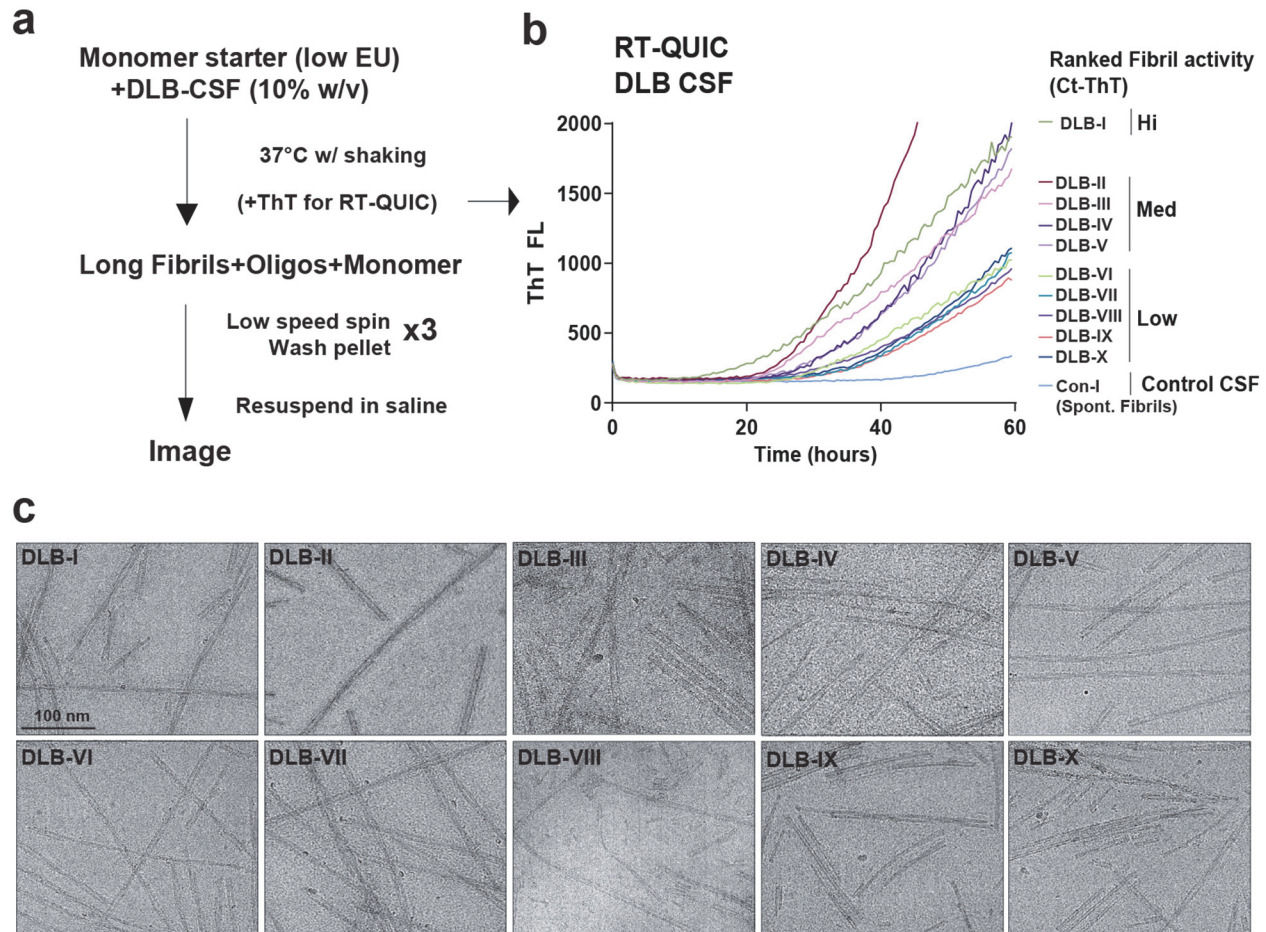 a
Monomer starter (low EU)
+DLB-CSF (10% w/v)
37°C w/ shaking
(+ThT for RT-QUIC)
Long Fibrils+Oligos+Monomer
Low speed spin x3
Wash pellet
Resuspend in saline
Image
b
RT-QUIC
DLB CSF
ThT FL
2000
1500
1000
500
0
0 20 40 60
Time (hours)
Ranked Fibril activity
(Ct-ThT)
DLB-I Hi
DLB-II
DLB-III
DLB-IV
DLB-V
Med
DLB-VI
DLB-VII
DLB-VIII
DLB-IX
DLB-X
Low
Con-I Control CSF
(Spont. Fibrils)
c
DLB-I DLB-II DLB-III DLB-IV DLB-V
100 nm
DLB-VI DLB-VII DLB-VIII DLB-IX DLB-X